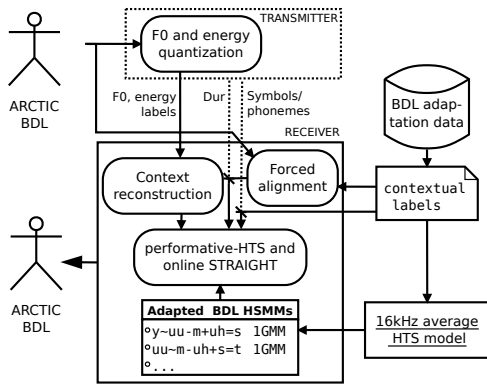 TRANSMITTER
F0 and energy
quantization
ARCTIC
BDL
F0, energy
labels
Dur
Symbols/
phonemes
RECEIVER
BDL adap-
tation data
Context
reconstruction
Forced
alignment
contextual
labels
performative-HTS and
online STRAIGHT
ARCTIC
BDL
Adapted BDL HSMMs
y~uu-m+uh=s 1GMM
uu~m-uh+s=t 1GMM
...
16kHz average
HTS model